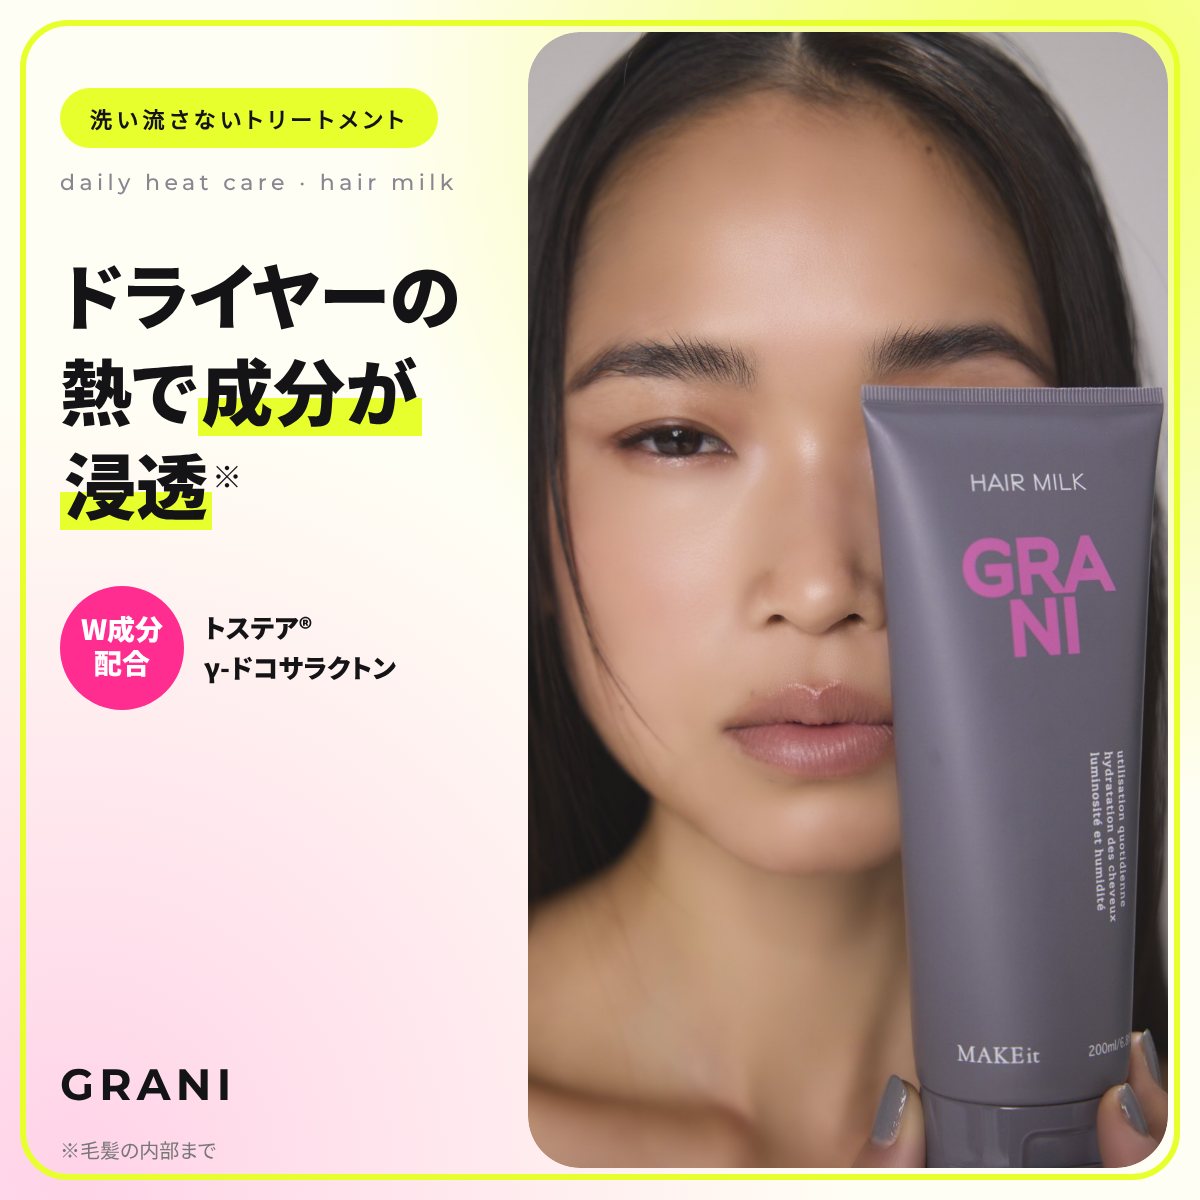 洗い流さないトリートメント
daily heat care · hair milk
ドライヤーの
熱で成分が
浸透※
W成分
配合
トステア®
γ-ドコサラクトン
GRANI
※毛髪の内部まで
HAIR MILK
GRA
NI
utilisation quotidienne
hydratation des cheveux
luminosité et humidité
MAKEit
200ml/6.